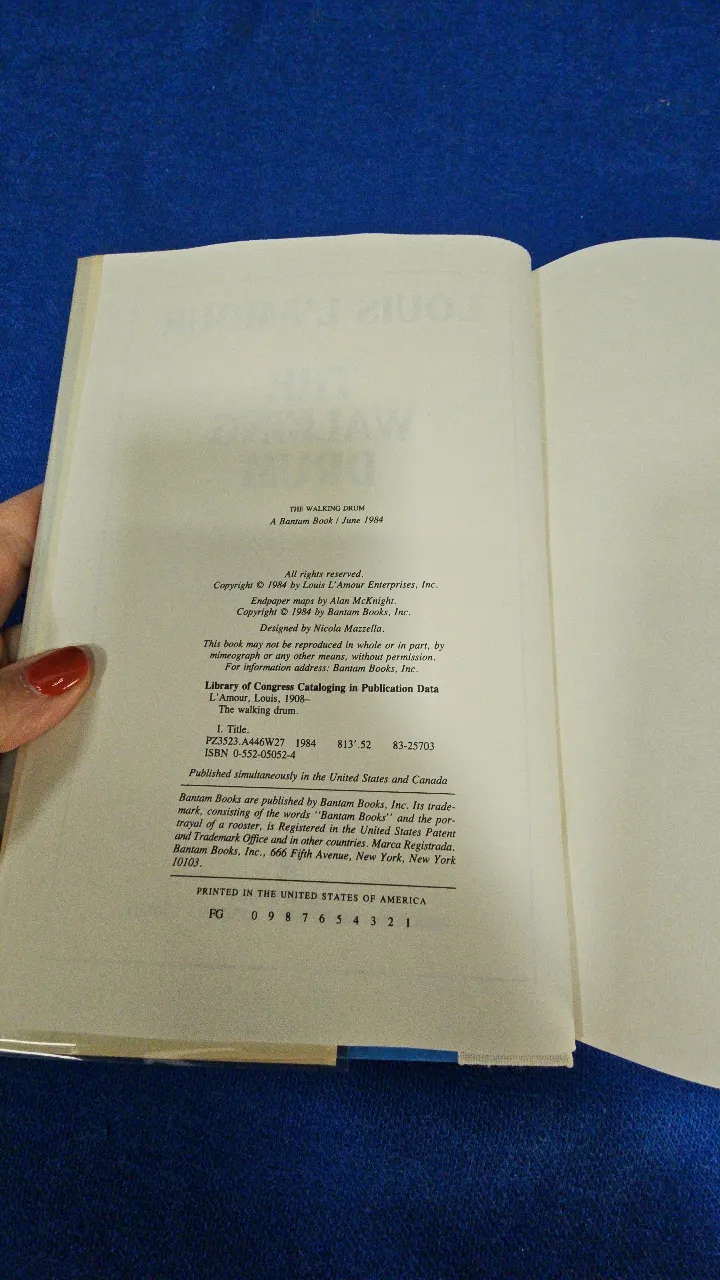 THE WALKING DRUM
A Bantam Book / June 1984
All rights reserved.
Copyright © 1984 by Louis L'Amour Enterprises, Inc.
Endpaper maps by Alan McKnight.
Copyright © 1984 by Bantam Books, Inc.
Designed by Nicola Mazzella.
This book may not be reproduced in whole or in part, by
mimeograph or any other means, without permission.
For information address: Bantam Books, Inc.
Library of Congress Cataloging in Publication Data
L'Amour, Louis, 1908–
The walking drum.
I. Title.
PZ3523.A446W27 1984 813'.52 83-25703
ISBN 0-552-05052-4
Published simultaneously in the United States and Canada
Bantam Books are published by Bantam Books, Inc. Its trade-
mark, consisting of the words "Bantam Books" and the por-
trayal of a rooster, is Registered in the United States Patent
and Trademark Office and in other countries. Marca Registrada.
Bantam Books, Inc., 666 Fifth Avenue, New York, New York
10103.
PRINTED IN THE UNITED STATES OF AMERICA
FG 0 9 8 7 6 5 4 3 2 1